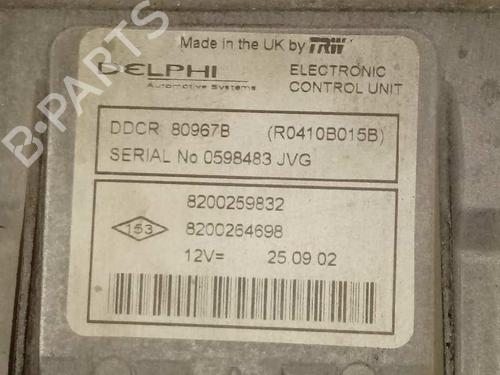 Made in the UK by TRW
DELPHI
Automotive Systems
ELECTRONIC
CONTROL UNIT
DDCR 80967B (R0410B015B)
SERIAL No 0598483 JVG
8200259832
153 8200264698
12V= 25.09.02
B-PARTS